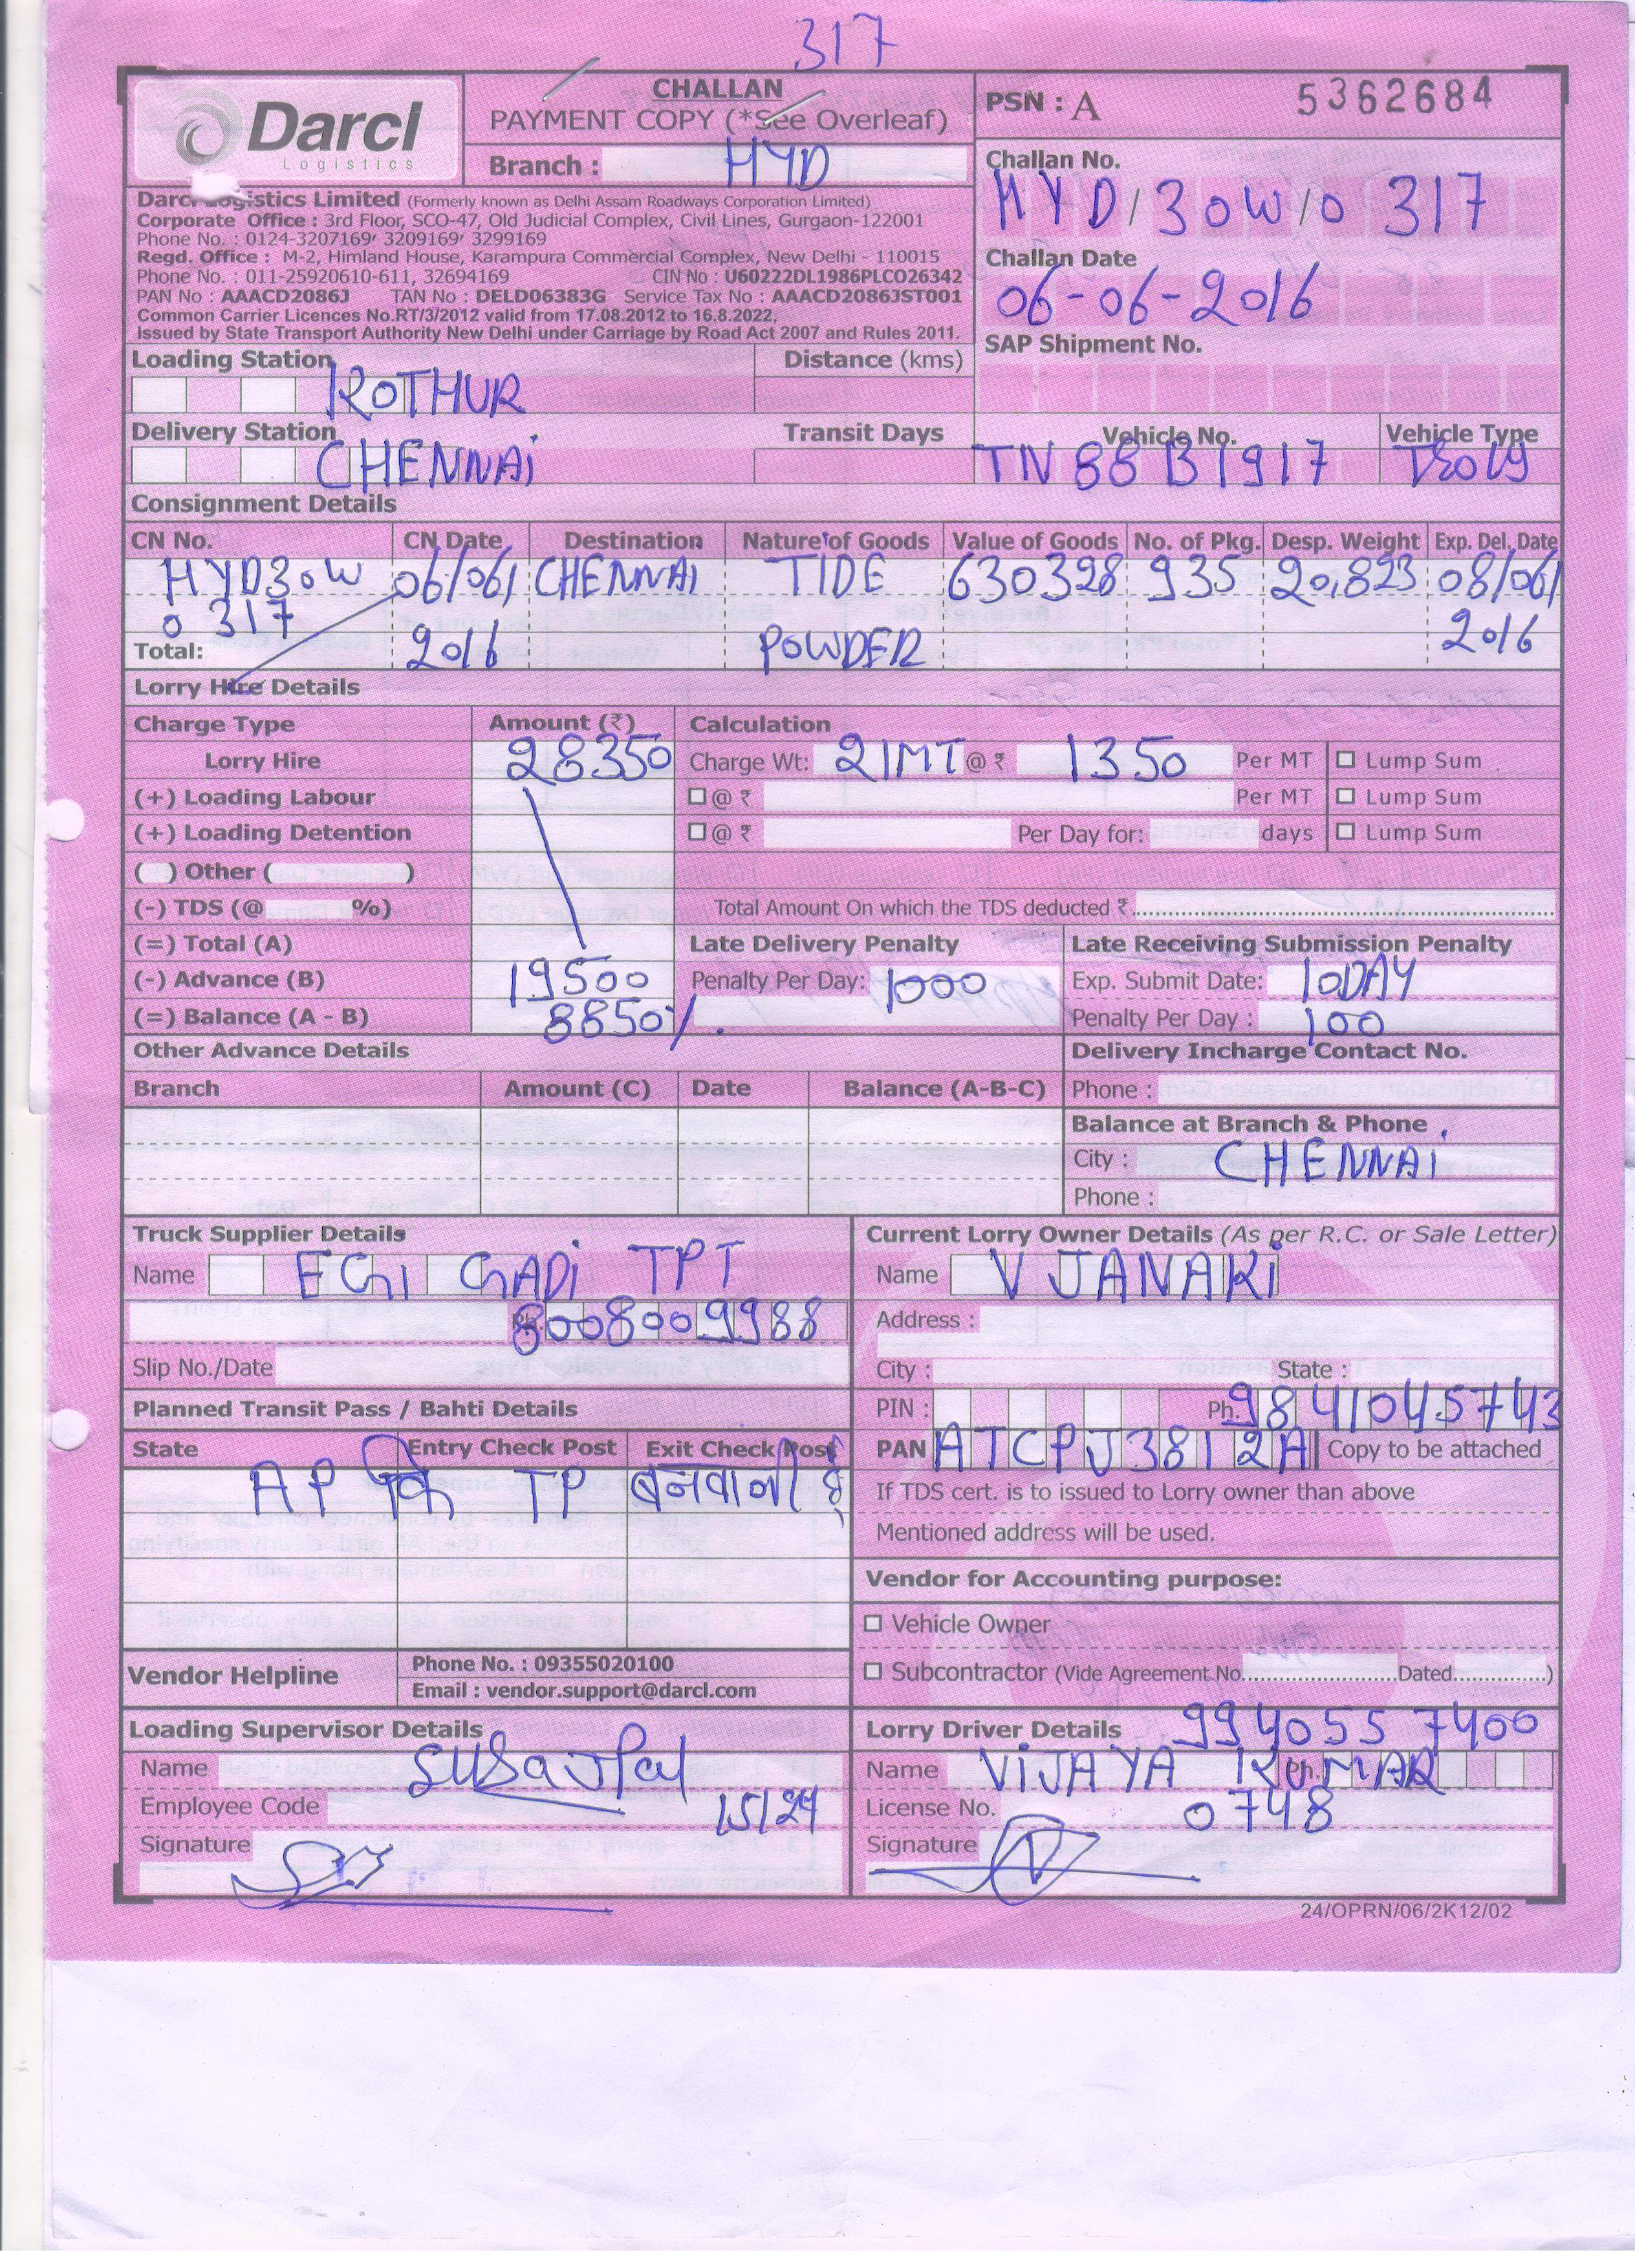 317
Darcl
Logistics
CHALLAN
PAYMENT COPY (*See Overleaf)
Branch : HYD
PSN : A 5362684
Challan No.
HYD/30W/0 317
Challan Date
06-06-2016
SAP Shipment No.
Darcl Logistics Limited (Formerly known as Delhi Assam Roadways Corporation Limited)
Corporate Office : 3rd Floor, SCO-47, Old Judicial Complex, Civil Lines, Gurgaon-122001
Phone No. : 0124-3207169, 3209169, 3299169
Regd. Office : M-2, Himland House, Karampura Commercial Complex, New Delhi - 110015
Phone No. : 011-25920610-611, 32694169 CIN No : U60222DL1986PLCO26342
PAN No : AAACD2086J TAN No : DELD06383G Service Tax No : AAACD2086JST001
Common Carrier Licences No.RT/3/2012 valid from 17.08.2012 to 16.8.2022,
Issued by State Transport Authority New Delhi under Carriage by Road Act 2007 and Rules 2011.
Loading Station Distance (kms)
KOTHUR
Delivery Station Transit Days Vehicle No. Vehicle Type
CHENNAi TN 88 B 1917
Consignment Details
CN No. CN Date Destination Nature of Goods Value of Goods No. of Pkg. Desp. Weight Exp. Del. Date
HYD30W 06/06/ CHENNAI TIDE 630328 935 20,823 08/06/
0 317 2016 POWDER 2016
Total:
Lorry Hire Details
Charge Type Amount (₹) Calculation
Lorry Hire 28350 Charge Wt: 21MT @ ₹ 1350 Per MT Lump Sum
(+) Loading Labour @ ₹ Per MT Lump Sum
(+) Loading Detention @ ₹ Per Day for: days Lump Sum
( ) Other ( )
(-) TDS (@ %) Total Amount On which the TDS deducted ₹
(=) Total (A) Late Delivery Penalty Late Receiving Submission Penalty
(-) Advance (B) 19500 Penalty Per Day: 1000 Exp. Submit Date: 10DAY
(=) Balance (A - B) 8850/. Penalty Per Day : 100
Other Advance Details Delivery Incharge Contact No.
Branch Amount (C) Date Balance (A-B-C) Phone :
Balance at Branch & Phone
City : CHENNAi
Phone :
Truck Supplier Details Current Lorry Owner Details (As per R.C. or Sale Letter)
Name EGI GADi TPT Name V JANAKi
8008009988 Address :
Slip No./Date City : State :
Planned Transit Pass / Bahti Details PIN : Ph. 9841045743
State Entry Check Post Exit Check Post PAN ATCPJ3812A Copy to be attached
AP कि TP बनवानी है
If TDS cert. is to issued to Lorry owner than above
Mentioned address will be used.
Vendor for Accounting purpose:
Vehicle Owner
Subcontractor (Vide Agreement No. Dated )
Vendor Helpline Phone No. : 09355020100
Email : vendor.support@darcl.com
Loading Supervisor Details Lorry Driver Details 9940557400
Name Name VIJAYA KUMAR Ph.
Employee Code 15124 License No. 0748
Signature Signature
24/OPRN/06/2K12/02